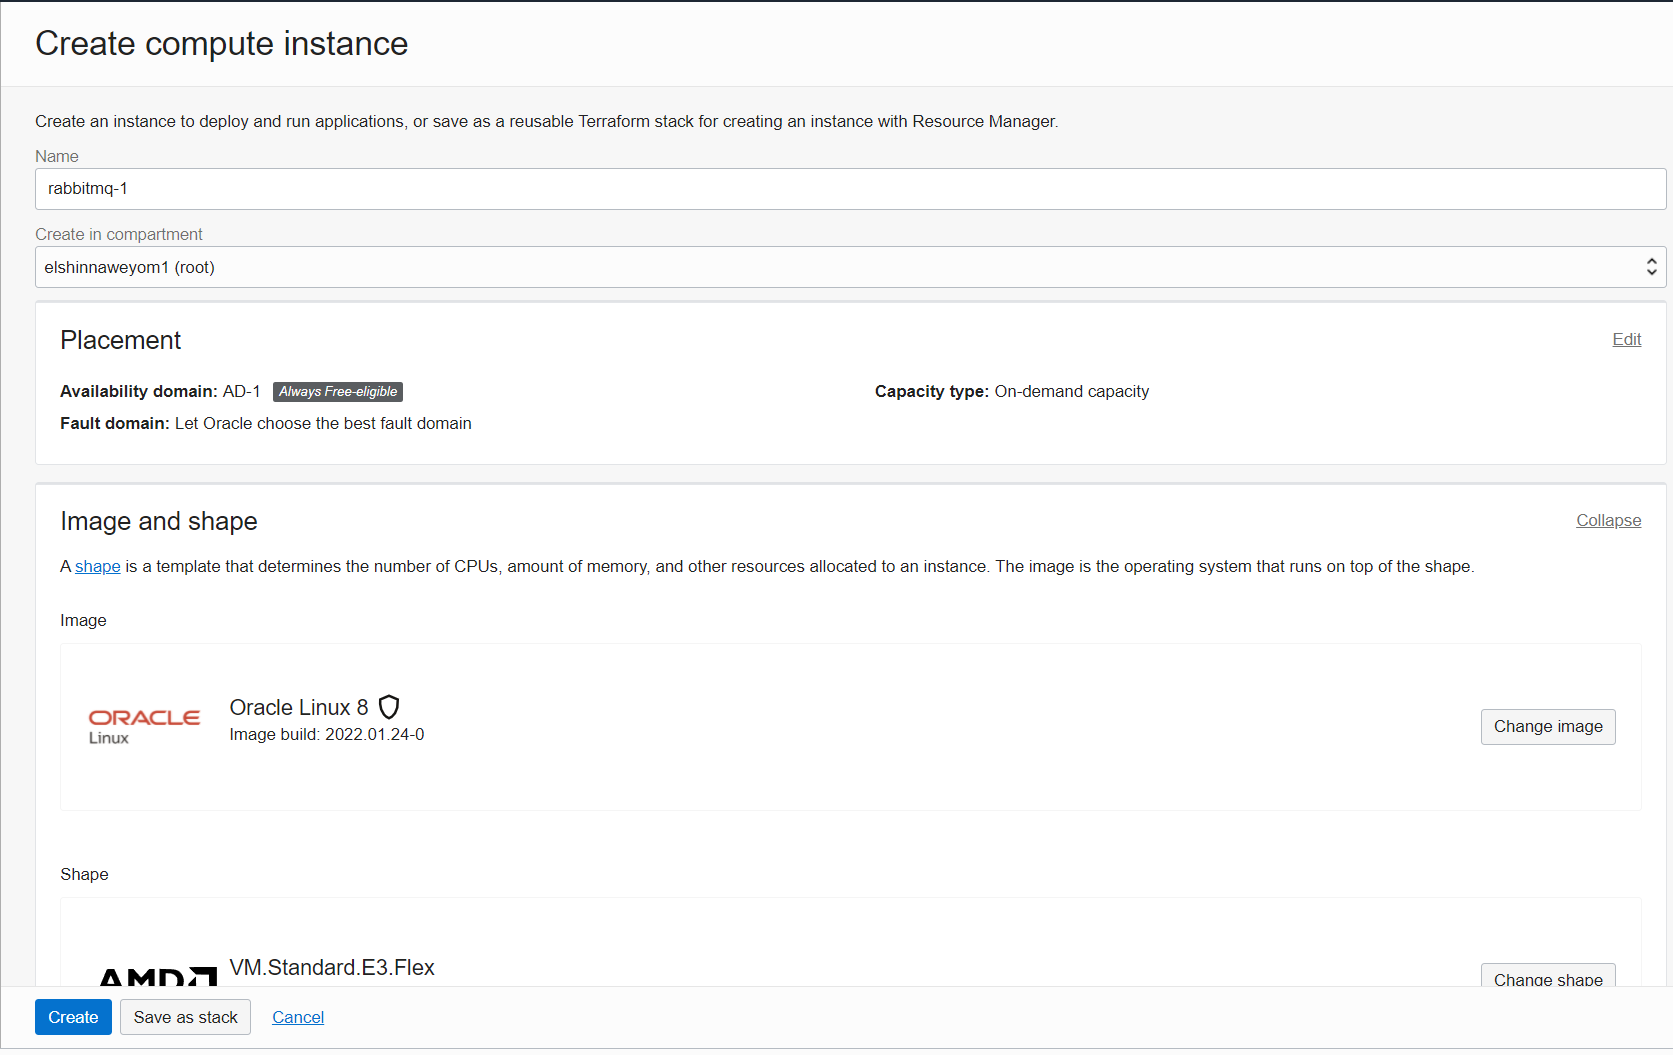 Create compute instance
Create an instance to deploy and run applications, or save as a reusable Terraform stack for creating an instance with Resource Manager.
Name
rabbitmq-1
Create in compartment
elshinnaweyom1 (root)
Placement
Edit
Availability domain: AD-1 Always Free-eligible
Capacity type: On-demand capacity
Fault domain: Let Oracle choose the best fault domain
Image and shape
Collapse
A shape is a template that determines the number of CPUs, amount of memory, and other resources allocated to an instance. The image is the operating system that runs on top of the shape.
Image
ORACLE
Linux
Oracle Linux 8
Image build: 2022.01.24-0
Change image
Shape
AMD
VM.Standard.E3.Flex
Change shape
Create
Save as stack
Cancel